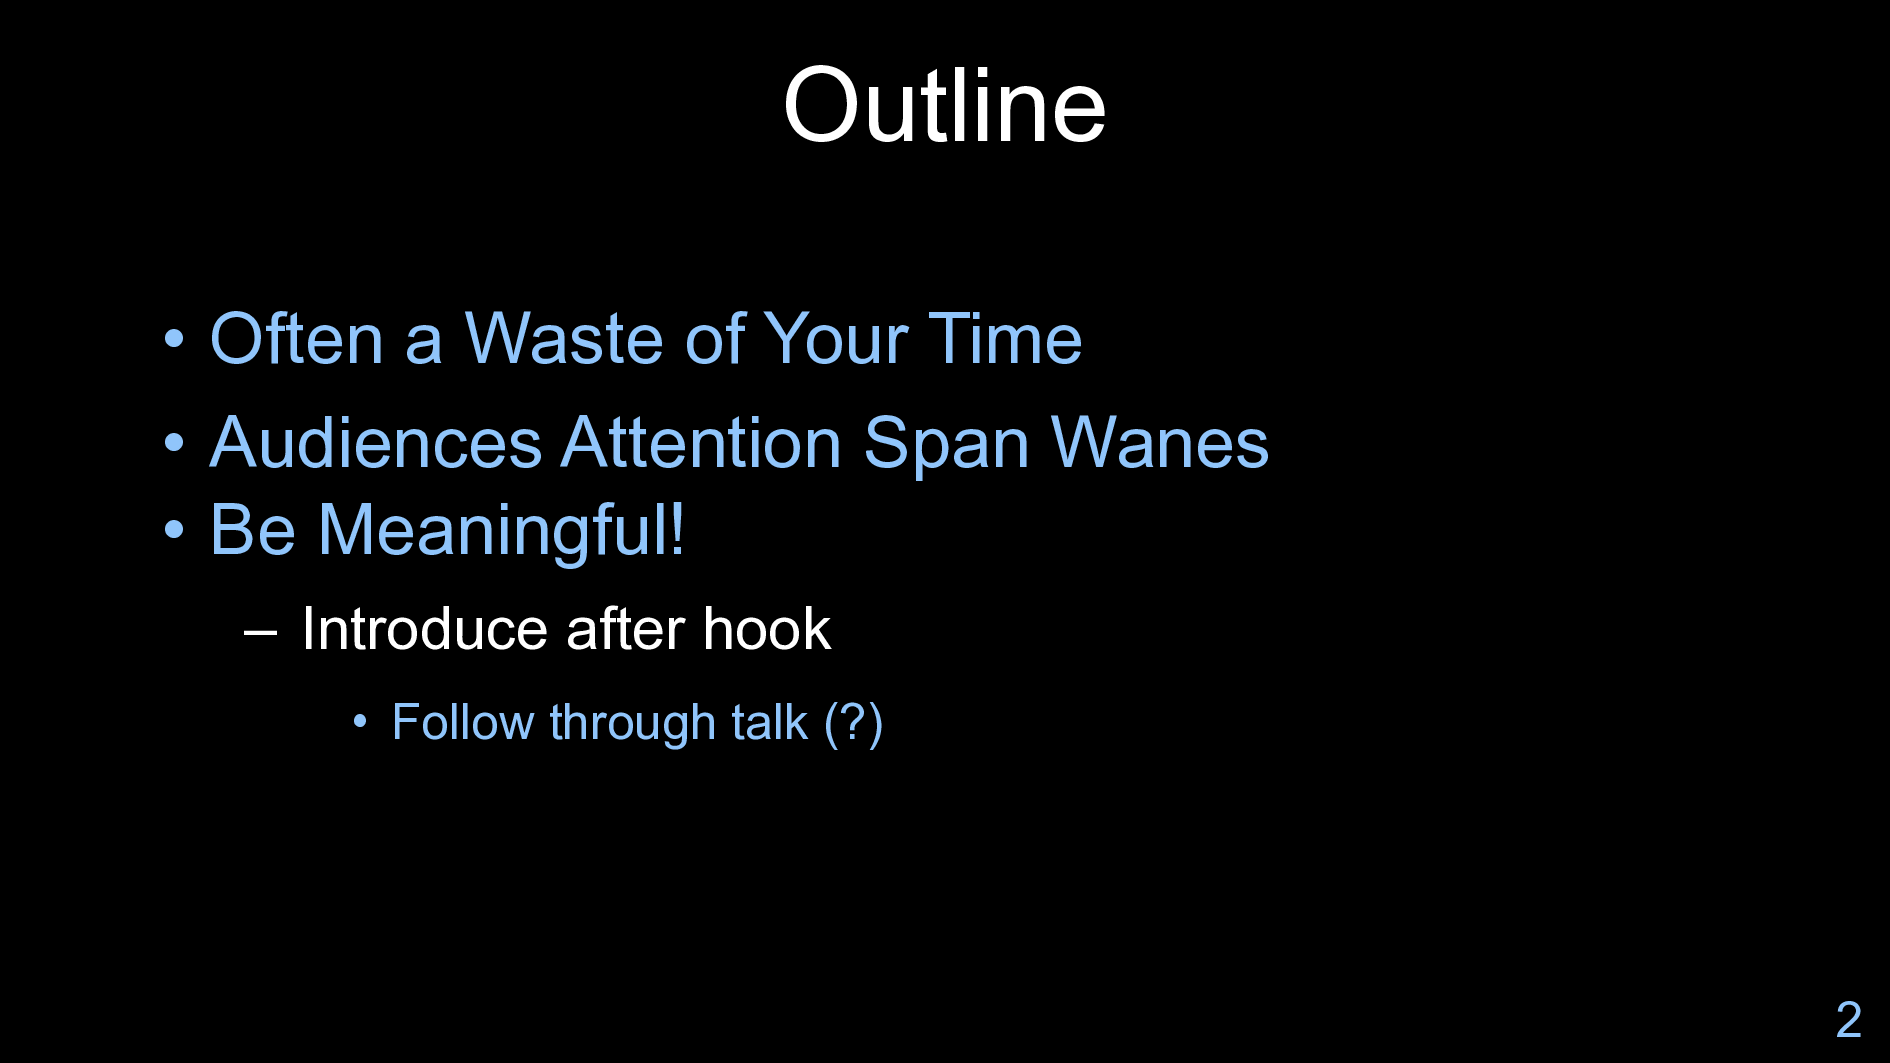 Outline
• Often a Waste of Your Time
• Audiences Attention Span Wanes
• Be Meaningful!
– Introduce after hook
• Follow through talk (?)
2